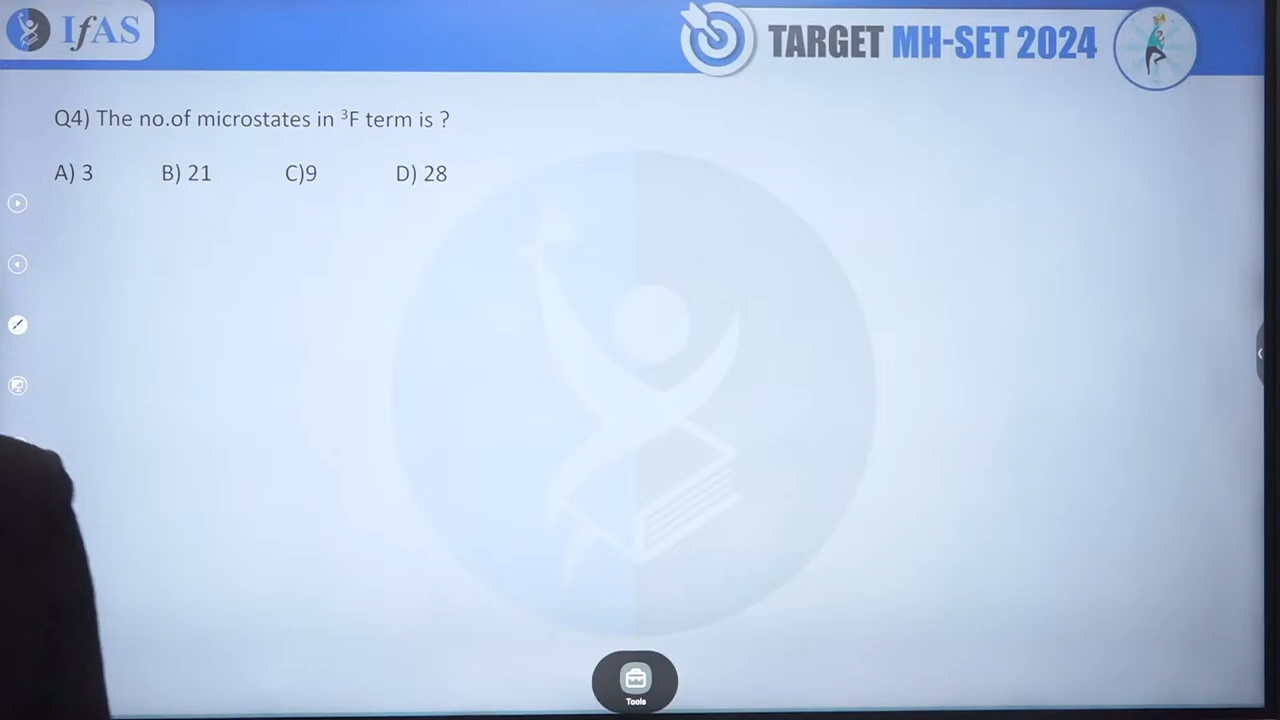 IfAS
TARGET MH-SET 2024
Q4) The no.of microstates in ³F term is ?
A) 3 B) 21 C)9 D) 28
Tools